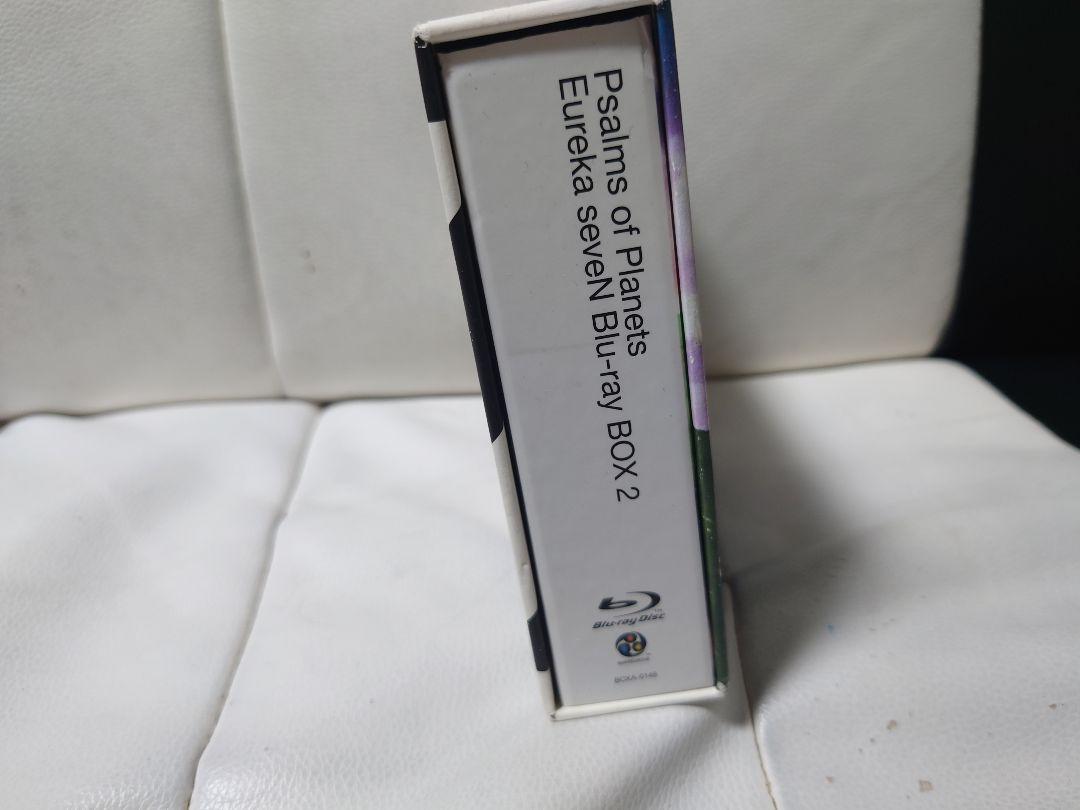 Psalms of Planets
Eureka seveN Blu-ray BOX 2
Blu-ray Disc